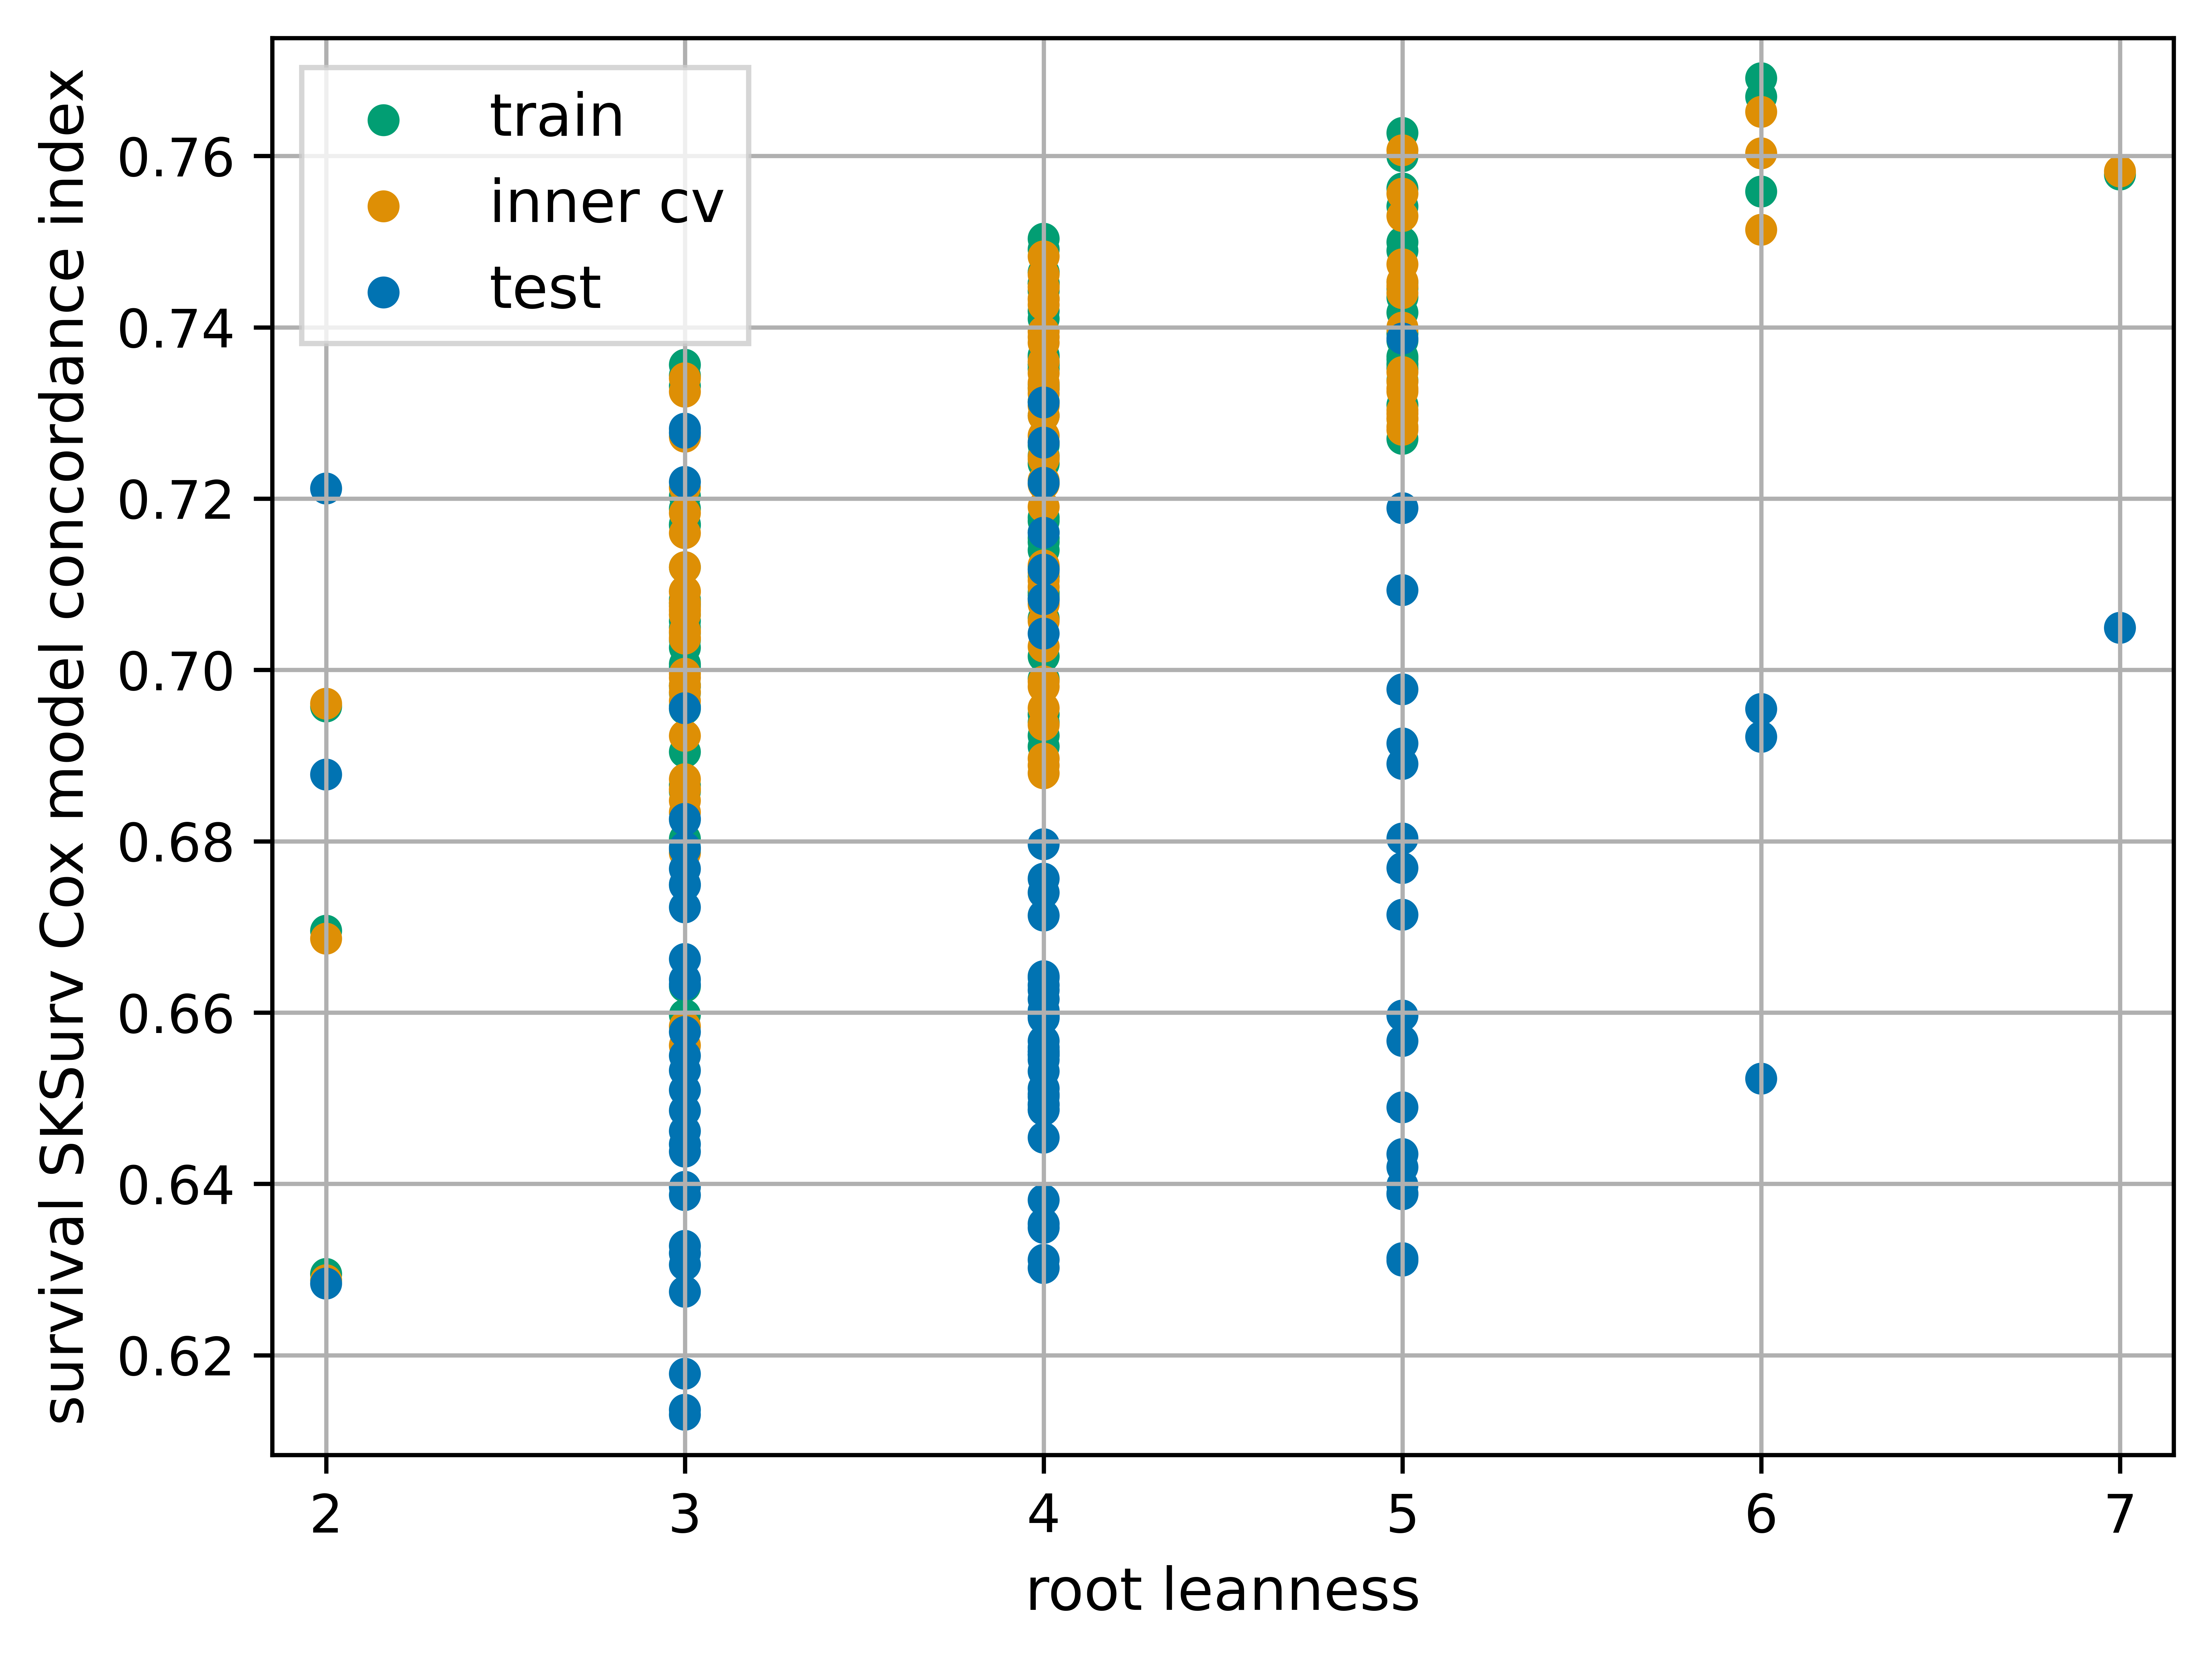 survival SKSurv Cox model concordance index
0.76
0.74
0.72
0.70
0.68
0.66
0.64
0.62
train
inner cv
test
2 3 4 5 6 7
root leanness